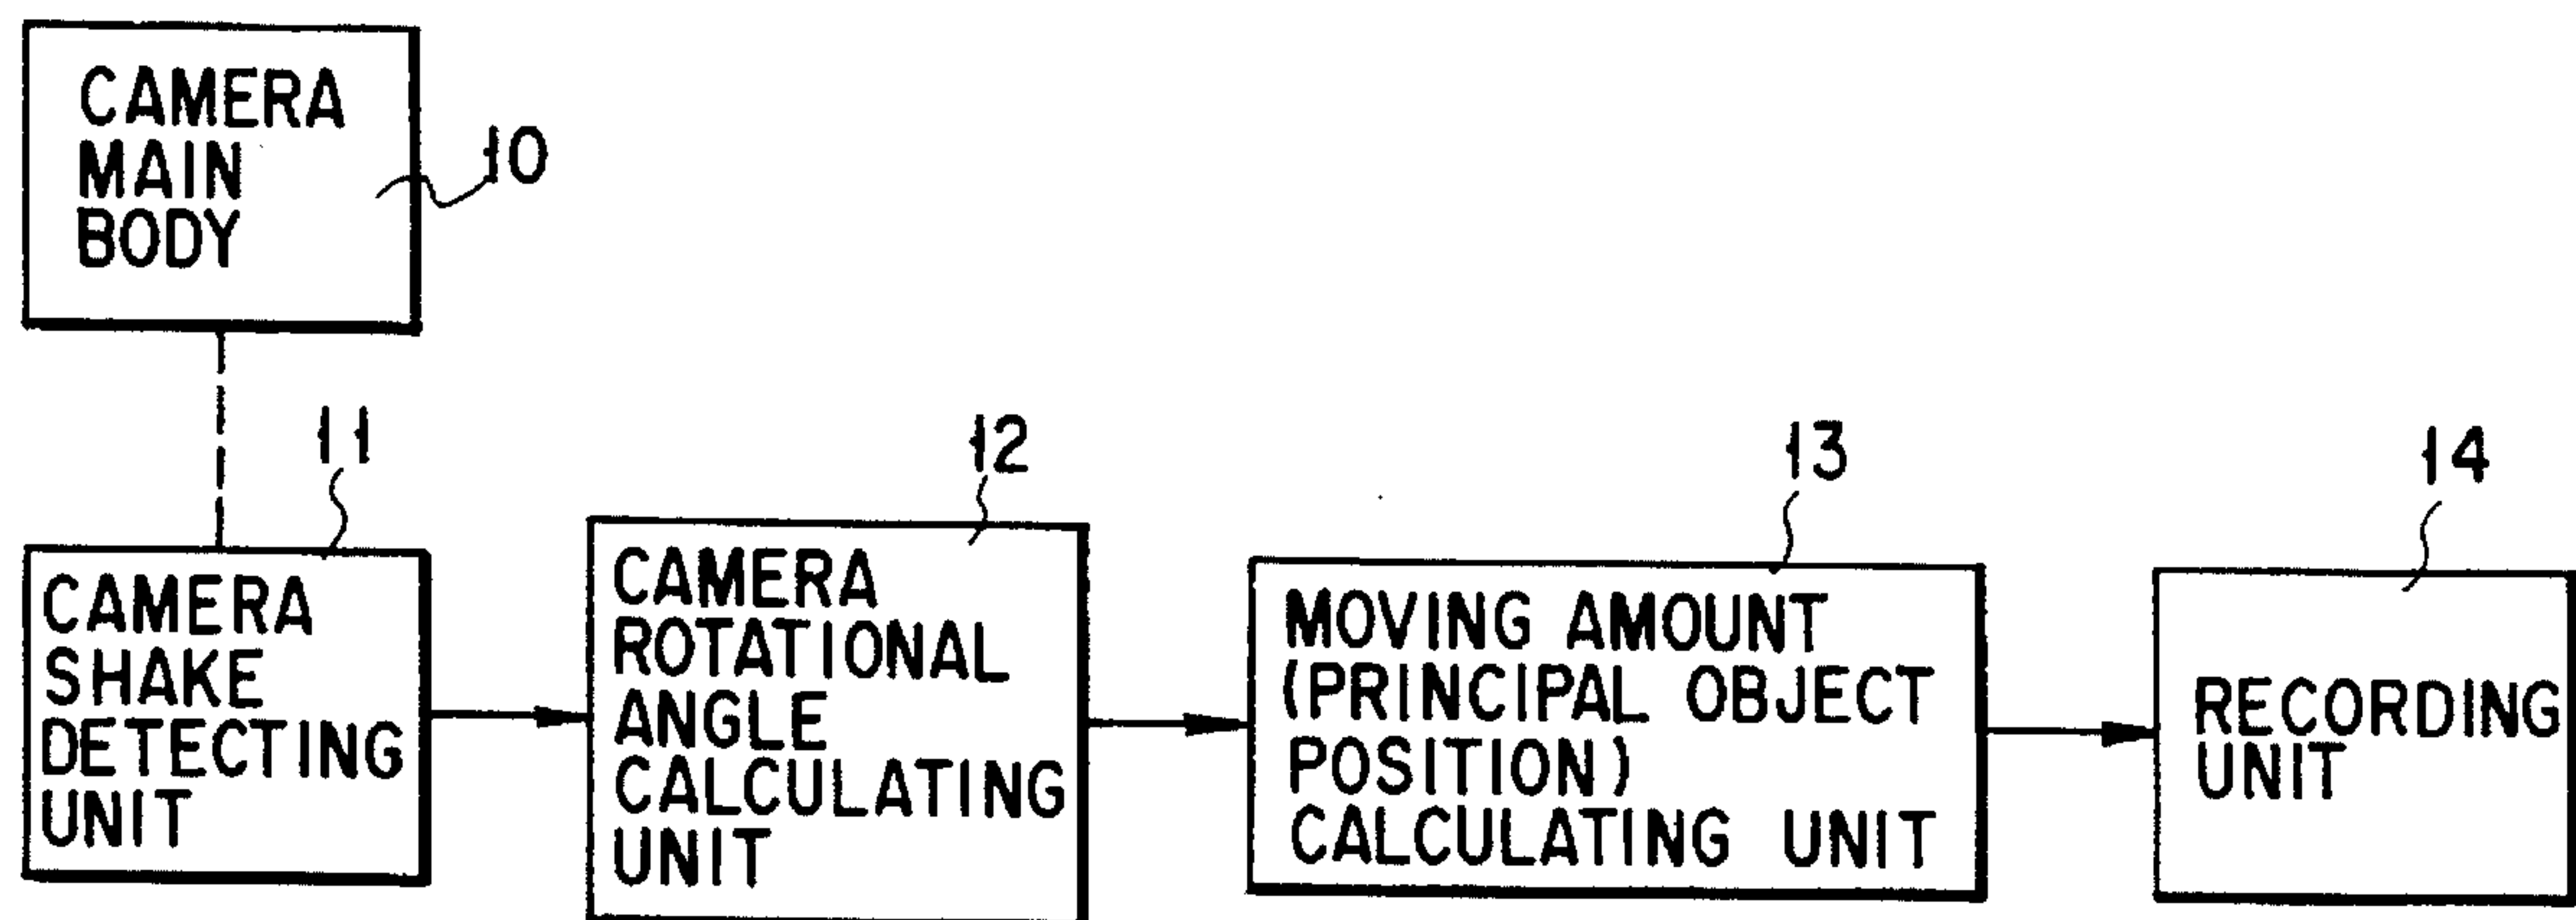 CAMERA
MAIN
BODY
10
11
CAMERA
SHAKE
DETECTING
UNIT
12
CAMERA
ROTATIONAL
ANGLE
CALCULATING
UNIT
13
MOVING AMOUNT
(PRINCIPAL OBJECT
POSITION)
CALCULATING UNIT
14
RECORDING
UNIT